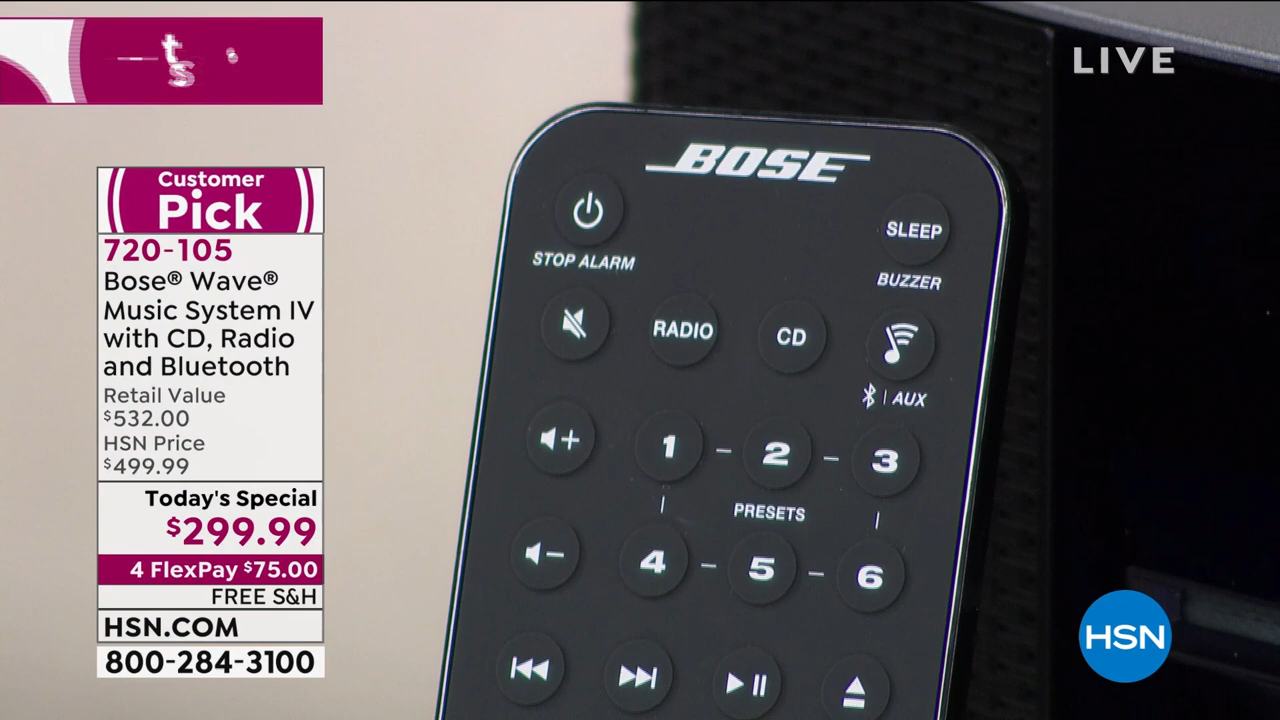 LIVE
Customer
Pick
720-105
Bose® Wave®
Music System IV
with CD, Radio
and Bluetooth
Retail Value
$532.00
HSN Price
$499.99
Today's Special
$299.99
4 FlexPay $75.00
FREE S&H
HSN.COM
800-284-3100
BOSE
SLEEP
STOP ALARM
BUZZER
RADIO
CD
AUX
1 2 3
PRESETS
4 5 6
HSN